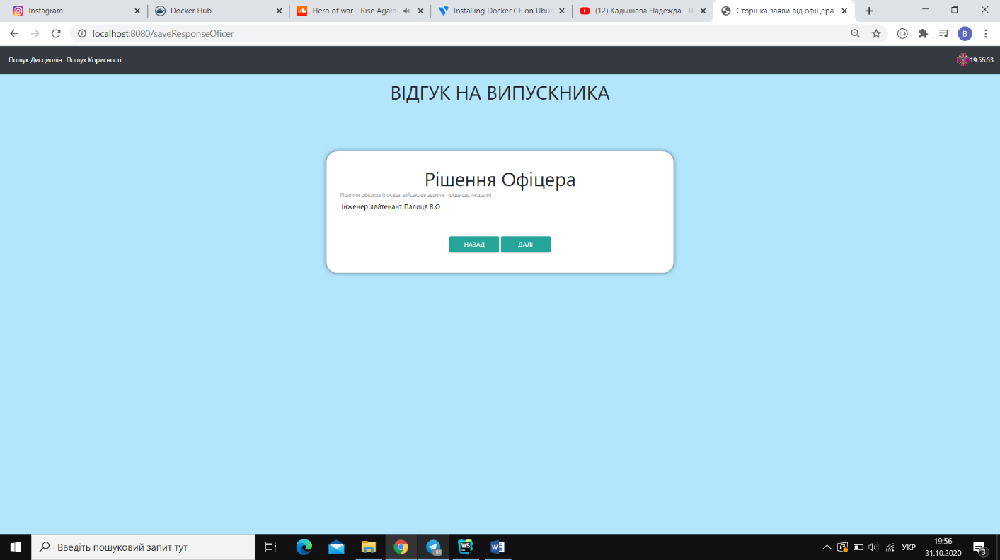 Instagram
Docker Hub
Hero of war - Rise Again
Installing Docker CE on Ubun
(12) Кадышева Надежда - Ш
Сторінка заяви від офіцера
localhost:8080/saveResponseOficer
B
Пошук Дисциплін Пошук Корисності
19:56:53
ВІДГУК НА ВИПУСКНИКА
Рішення Офіцера
Рішення офіцера (посада, військове звання, прізвище, ініціали)
Інженер лейтенант Палиця В.О
НАЗАД ДАЛІ
Введіть пошуковий запит тут
81
WS
W
УКР
19:56
31.10.2020
3